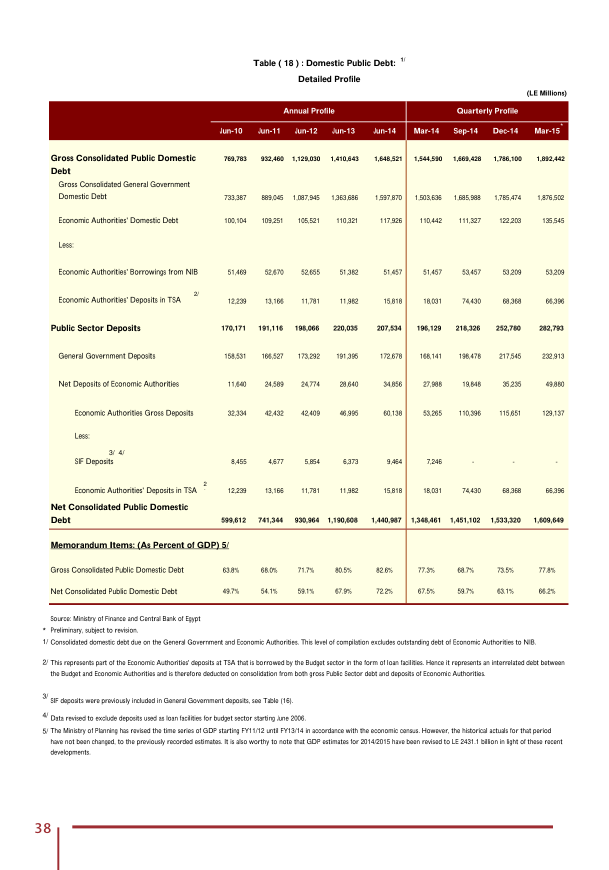 Table ( 18 ) : Domestic Public Debt: 1/
Detailed Profile
(LE Millions)
Annual Profile Quarterly Profile
Jun-10 Jun-11 Jun-12 Jun-13 Jun-14 Mar-14 Sep-14 Dec-14 Mar-15*
Gross Consolidated Public Domestic 769,783 932,460 1,129,030 1,410,643 1,648,521 1,544,590 1,669,428 1,786,100 1,892,442
Debt
Gross Consolidated General Government
Domestic Debt 733,387 889,045 1,087,945 1,363,686 1,597,870 1,503,636 1,685,988 1,785,474 1,876,502
Economic Authorities' Domestic Debt 100,104 109,251 105,521 110,321 117,926 110,442 111,327 122,203 135,545
Less:
Economic Authorities' Borrowings from NIB 51,469 52,670 52,655 51,382 51,457 51,457 53,457 53,209 53,209
Economic Authorities' Deposits in TSA 2/ 12,239 13,166 11,781 11,982 15,818 18,031 74,430 68,368 66,396
Public Sector Deposits 170,171 191,116 198,066 220,035 207,534 196,129 218,326 252,780 282,793
General Government Deposits 158,531 166,527 173,292 191,395 172,678 168,141 198,478 217,545 232,913
Net Deposits of Economic Authorities 11,640 24,589 24,774 28,640 34,856 27,988 19,848 35,235 49,880
Economic Authorities Gross Deposits 32,334 42,432 42,409 46,995 60,138 53,265 110,396 115,651 129,137
Less:
SIF Deposits 3/ 4/ 8,455 4,677 5,854 6,373 9,464 7,246 - - -
Economic Authorities' Deposits in TSA 2 12,239 13,166 11,781 11,982 15,818 18,031 74,430 68,368 66,396
Net Consolidated Public Domestic
Debt 599,612 741,344 930,964 1,190,608 1,440,987 1,348,461 1,451,102 1,533,320 1,609,649
Memorandum Items: (As Percent of GDP) 5/
Gross Consolidated Public Domestic Debt 63.8% 68.0% 71.7% 80.5% 82.6% 77.3% 68.7% 73.5% 77.8%
Net Consolidated Public Domestic Debt 49.7% 54.1% 59.1% 67.9% 72.2% 67.5% 59.7% 63.1% 66.2%
Source: Ministry of Finance and Central Bank of Egypt
* Preliminary, subject to revision.
1/ Consolidated domestic debt due on the General Government and Economic Authorities. This level of compilation excludes outstanding debt of Economic Authorities to NIB.
2/ This represents part of the Economic Authorities' deposits at TSA that is borrowed by the Budget sector in the form of loan facilities. Hence it represents an interrelated debt between
the Budget and Economic Authorities and is therefore deducted on consolidation from both gross Public Sector debt and deposits of Economic Authorities.
3/ SIF deposits were previously included in General Government deposits, see Table (16).
4/ Data revised to exclude deposits used as loan facilities for budget sector starting June 2006.
5/ The Ministry of Planning has revised the time series of GDP starting FY11/12 until FY13/14 in accordance with the economic census. However, the historical actuals for that period
have not been changed, to the previously recorded estimates. It is also worthy to note that GDP estimates for 2014/2015 have been revised to LE 2431.1 billion in light of these recent
developments.
38